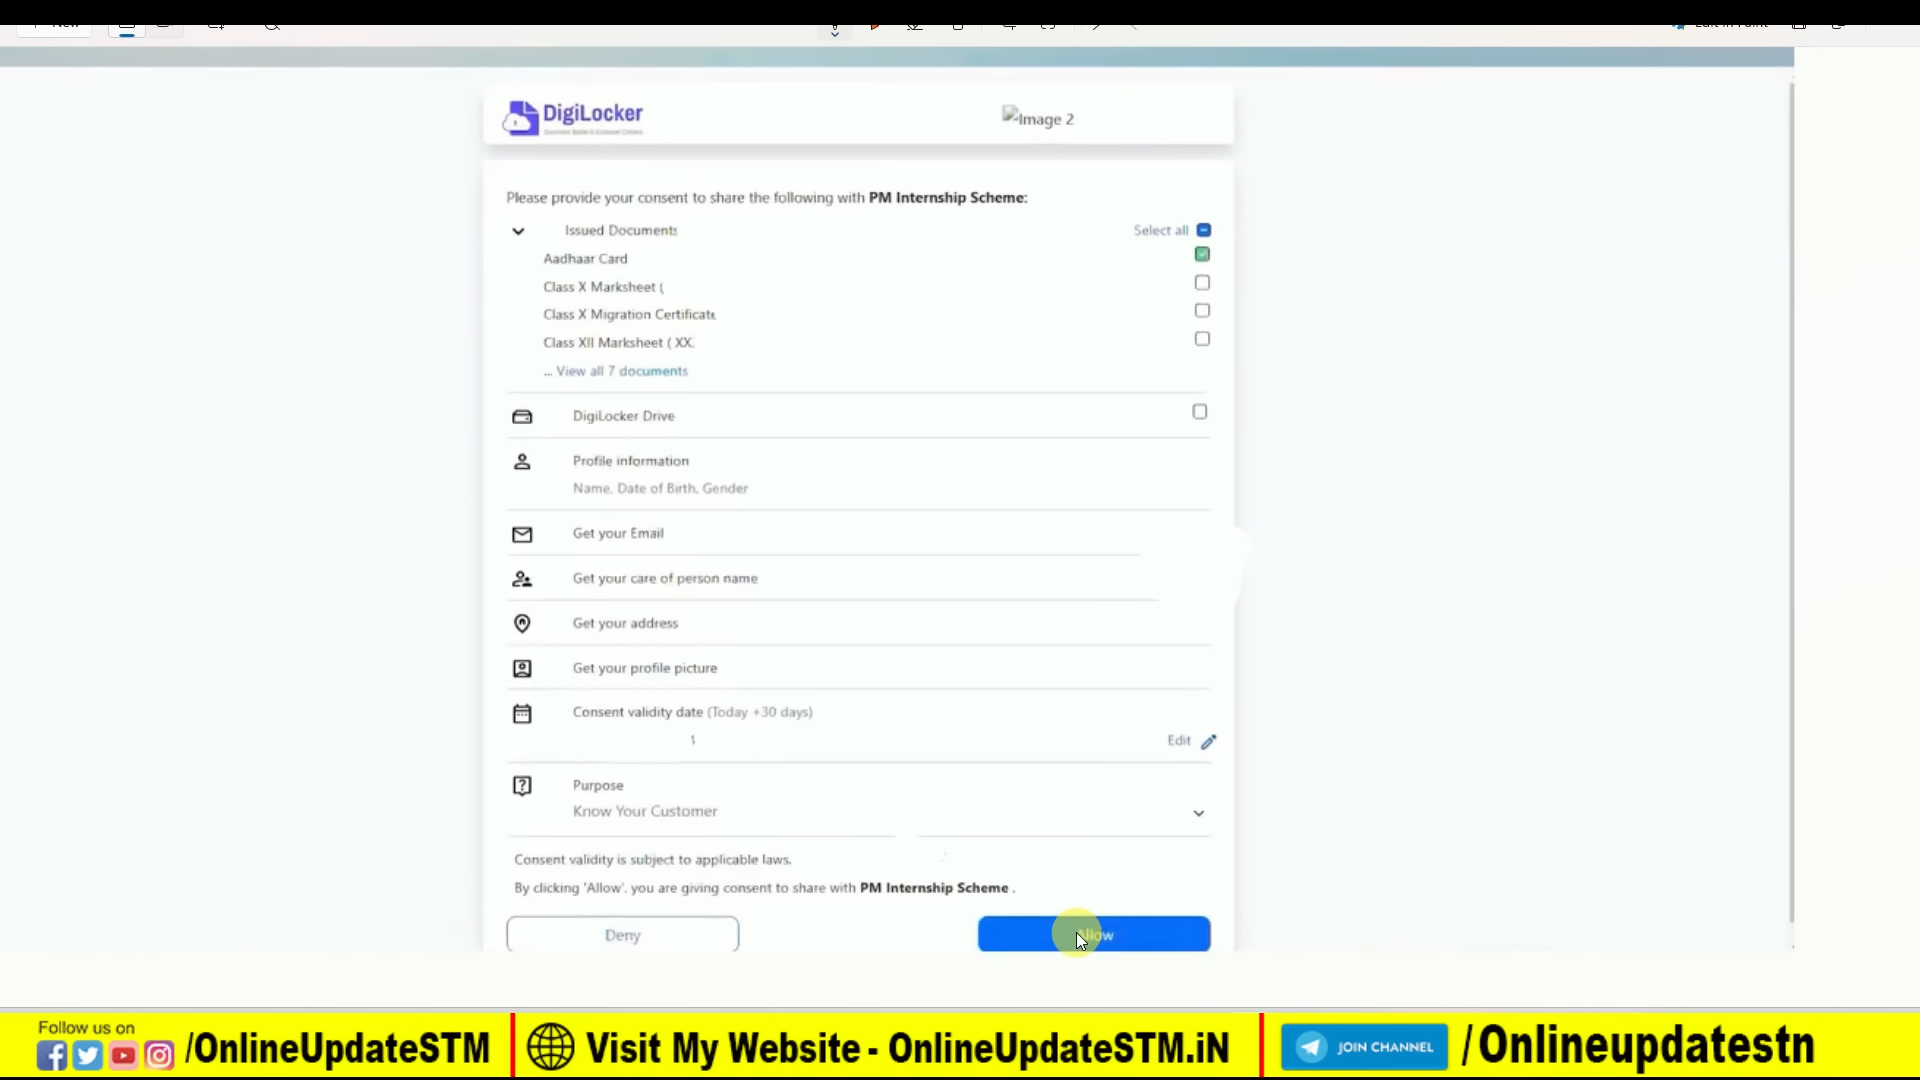 New
Edit in Paint
DigiLocker
Image 2
Please provide your consent to share the following with PM Internship Scheme:
Issued Documents
Select all
Aadhaar Card
Class X Marksheet (
Class X Migration Certificate
Class XII Marksheet ( XX.
... View all 7 documents
DigiLocker Drive
Profile information
Name, Date of Birth, Gender
Get your Email
Get your care of person name
Get your address
Get your profile picture
Consent validity date (Today +30 days)
1
Edit
Purpose
Know Your Customer
Consent validity is subject to applicable laws.
By clicking 'Allow', you are giving consent to share with PM Internship Scheme .
Deny
Allow
Follow us on
/OnlineUpdateSTM
Visit My Website - OnlineUpdateSTM.iN
JOIN CHANNEL
/Onlineupdatestn